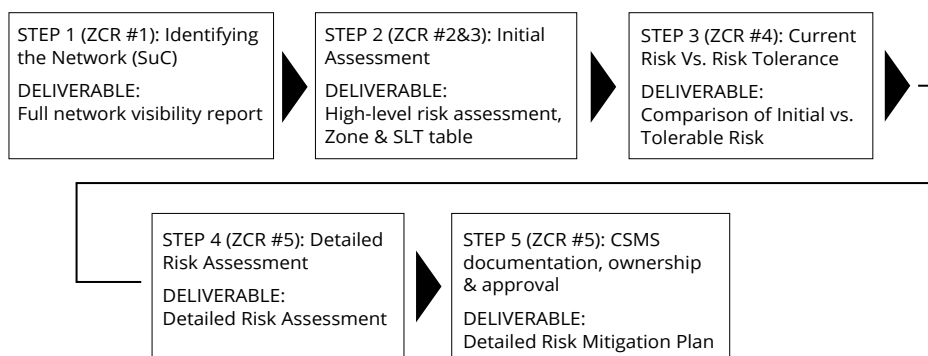 STEP 1 (ZCR #1): Identifying
the Network (SuC)
DELIVERABLE:
Full network visibility report
STEP 2 (ZCR #2&3): Initial
Assessment
DELIVERABLE:
High-level risk assessment,
Zone & SLT table
STEP 3 (ZCR #4): Current
Risk Vs. Risk Tolerance
DELIVERABLE:
Comparison of Initial vs.
Tolerable Risk
STEP 4 (ZCR #5): Detailed
Risk Assessment
DELIVERABLE:
Detailed Risk Assessment
STEP 5 (ZCR #5): CSMS
documentation, ownership
& approval
DELIVERABLE:
Detailed Risk Mitigation Plan